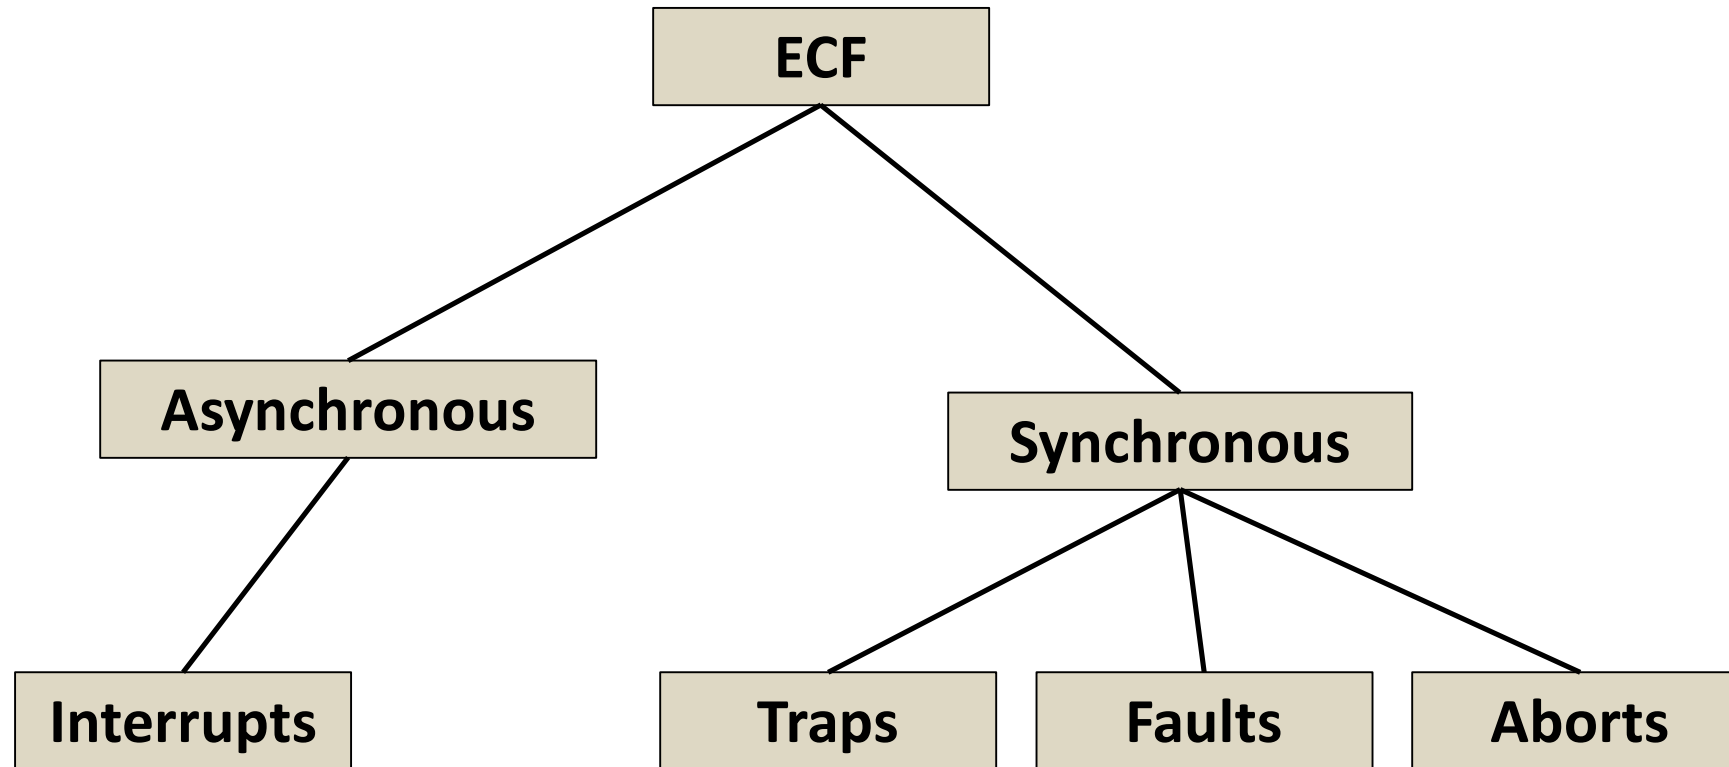 ECF
Asynchronous
Synchronous
Interrupts
Traps
Faults
Aborts